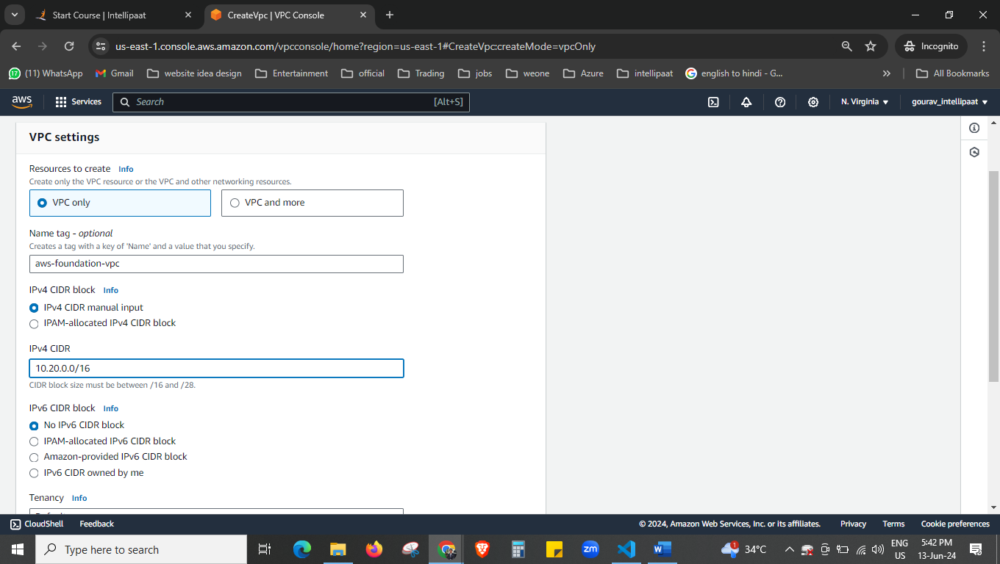 Start Course | Intellipaat
CreateVpc | VPC Console
us-east-1.console.aws.amazon.com/vpcconsole/home?region=us-east-1#CreateVpc:createMode=vpcOnly
Incognito
(11) WhatsApp
Gmail
website idea design
Entertainment
official
Trading
jobs
weone
Azure
intellipaat
english to hindi - G...
All Bookmarks
aws
Services
Search
[Alt+S]
N. Virginia
gourav_intellipaat
VPC settings
Resources to create Info
Create only the VPC resource or the VPC and other networking resources.
VPC only
VPC and more
Name tag - optional
Creates a tag with a key of 'Name' and a value that you specify.
aws-foundation-vpc
IPv4 CIDR block Info
IPv4 CIDR manual input
IPAM-allocated IPv4 CIDR block
IPv4 CIDR
10.20.0.0/16
CIDR block size must be between /16 and /28.
IPv6 CIDR block Info
No IPv6 CIDR block
IPAM-allocated IPv6 CIDR block
Amazon-provided IPv6 CIDR block
IPv6 CIDR owned by me
Tenancy Info
CloudShell
Feedback
© 2024, Amazon Web Services, Inc. or its affiliates.
Privacy
Terms
Cookie preferences
Type here to search
zm
1
34°C
ENG
US
5:42 PM
13-Jun-24